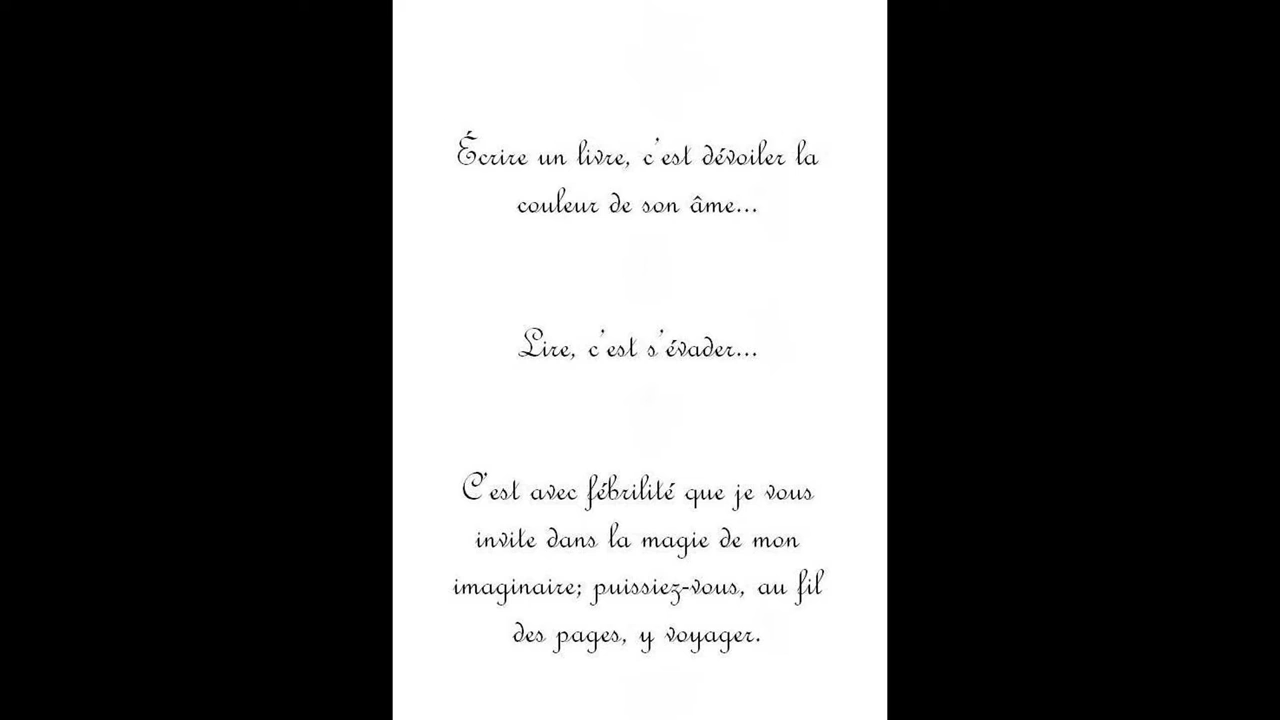 Écrire un livre, c'est dévoiler la
couleur de son âme...
Lire, c'est s'évader...
C'est avec fébrilité que je vous
invite dans la magie de mon
imaginaire; puissiez-vous, au fil
des pages, y voyager.